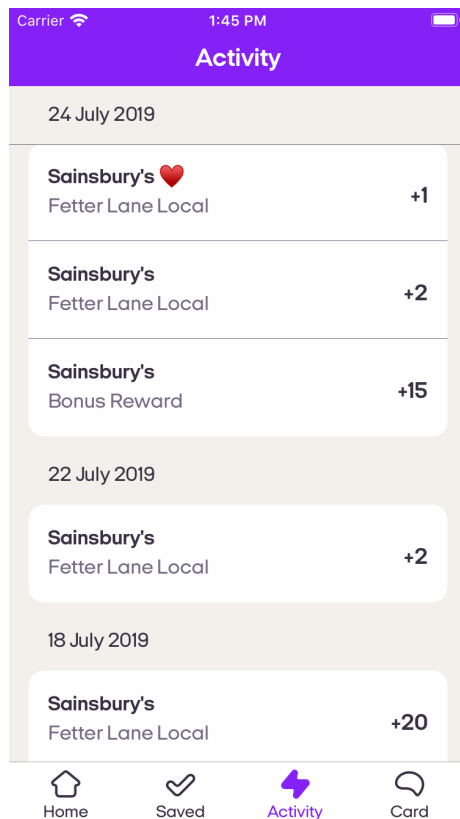 Carrier 1:45 PM
Activity
24 July 2019
Sainsbury's ♥
Fetter Lane Local
+1
Sainsbury's
Fetter Lane Local
+2
Sainsbury's
Bonus Reward
+15
22 July 2019
Sainsbury's
Fetter Lane Local
+2
18 July 2019
Sainsbury's
Fetter Lane Local
+20
Home Saved Activity Card